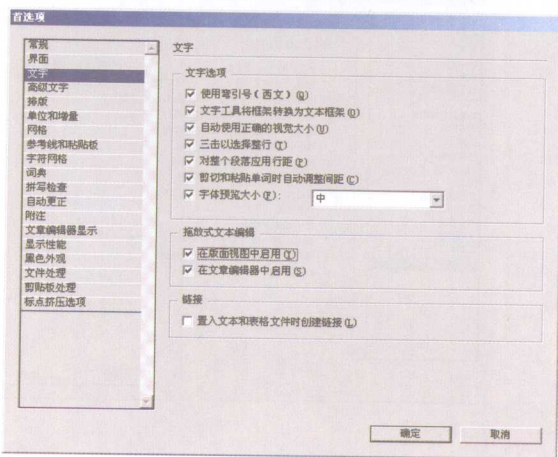 首选项
常规
界面
文字
高级文字
排版
单位和增量
网格
参考线和粘贴板
字符网格
词典
拼写检查
自动更正
附注
文章编辑器显示
显示性能
黑色外观
文件处理
剪贴板处理
标点挤压选项
文字
文字选项
使用弯引号(西文)(Q)
文字工具将框架转换为文本框架(O)
自动使用正确的视觉大小(U)
三击以选择整行(T)
对整个段落应用行距(P)
剪切和粘贴单词时自动调整间距(C)
字体预览大小(F): 中
拖放式文本编辑
在版面视图中启用(Y)
在文章编辑器中启用(S)
链接
置入文本和表格文件时创建链接(L)
确定 取消